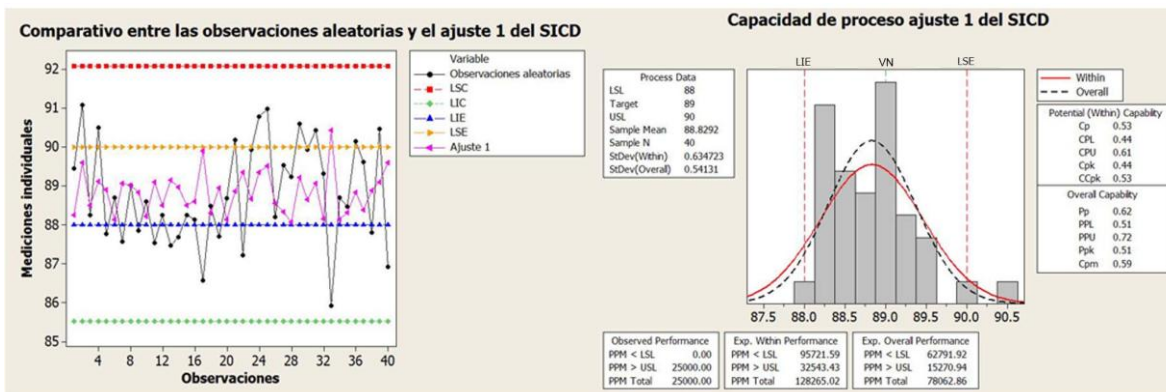 Comparativo entre las observaciones aleatorias y el ajuste 1 del SICD
Mediciones individuales
92
91
90
89
88
87
86
85
4 8 12 16 20 24 28 32 36 40
Observaciones
Variable
Observaciones aleatorias
LSC
LIC
LIE
LSE
Ajuste 1
Capacidad de proceso ajuste 1 del SICD
Process Data
LSL 88
Target 89
USL 90
Sample Mean 88.8292
Sample N 40
StDev(Within) 0.634723
StDev(Overall) 0.54131
LIE VN LSE
87.5 88.0 88.5 89.0 89.5 90.0 90.5
Within
Overall
Potential (Within) Capability
Cp 0.53
CPL 0.44
CPU 0.61
Cpk 0.44
CCpk 0.53
Overall Capability
Pp 0.62
PPL 0.51
PPU 0.72
Ppk 0.51
Cpm 0.59
Observed Performance
PPM < LSL 0.00
PPM > USL 25000.00
PPM Total 25000.00
Exp. Within Performance
PPM < LSL 95721.59
PPM > USL 32543.43
PPM Total 128265.02
Exp. Overall Performance
PPM < LSL 62791.92
PPM > USL 15270.94
PPM Total 78062.86